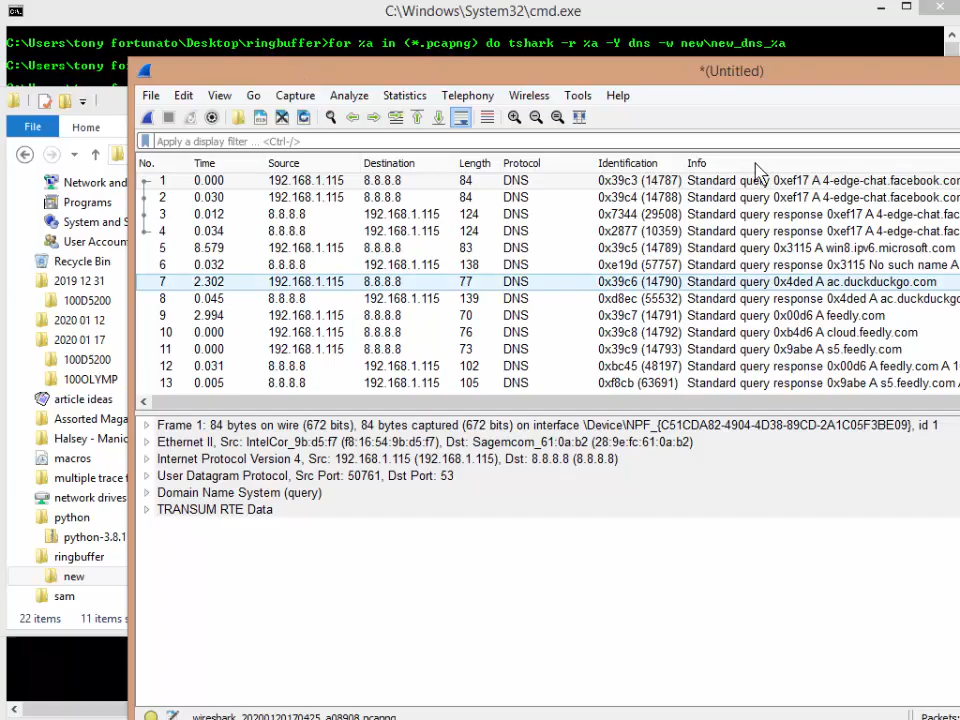 C:\Windows\System32\cmd.exe
C:\Users\tony fortunato\Desktop\ringbuffer>for %a in (*.pcapng) do tshark -r %a -Y dns -w new\new_dns_%a
C:\Users\tony fo
*(Untitled)
File Edit View Go Capture Analyze Statistics Telephony Wireless Tools Help
Apply a display filter ... <Ctrl-/>
No. Time Source Destination Length Protocol Identification Info
1 0.000 192.168.1.115 8.8.8.8 84 DNS 0x39c3 (14787) Standard query 0xef17 A 4-edge-chat.facebook.co
2 0.030 192.168.1.115 8.8.8.8 84 DNS 0x39c4 (14788) Standard query 0xef17 A 4-edge-chat.facebook.co
3 0.012 8.8.8.8 192.168.1.115 124 DNS 0x7344 (29508) Standard query response 0xef17 A 4-edge-chat.fac
4 0.034 8.8.8.8 192.168.1.115 124 DNS 0x2877 (10359) Standard query response 0xef17 A 4-edge-chat.fac
5 8.579 192.168.1.115 8.8.8.8 83 DNS 0x39c5 (14789) Standard query 0x3115 A win8.ipv6.microsoft.com
6 0.032 8.8.8.8 192.168.1.115 138 DNS 0xe19d (57757) Standard query response 0x3115 No such name A
7 2.302 192.168.1.115 8.8.8.8 77 DNS 0x39c6 (14790) Standard query 0x4ded A ac.duckduckgo.com
8 0.045 8.8.8.8 192.168.1.115 139 DNS 0xd8ec (55532) Standard query response 0x4ded A ac.duckduckgo
9 2.994 192.168.1.115 8.8.8.8 70 DNS 0x39c7 (14791) Standard query 0x00d6 A feedly.com
10 0.000 192.168.1.115 8.8.8.8 76 DNS 0x39c8 (14792) Standard query 0xb4d6 A cloud.feedly.com
11 0.000 192.168.1.115 8.8.8.8 73 DNS 0x39c9 (14793) Standard query 0x9abe A s5.feedly.com
12 0.031 8.8.8.8 192.168.1.115 102 DNS 0xbc45 (48197) Standard query response 0x00d6 A feedly.com A 1
13 0.005 8.8.8.8 192.168.1.115 105 DNS 0xf8cb (63691) Standard query response 0x9abe A s5.feedly.com A
Frame 1: 84 bytes on wire (672 bits), 84 bytes captured (672 bits) on interface \Device\NPF_{C51CDA82-4904-4D38-89CD-2A1C05F3BE09}, id 1
Ethernet II, Src: IntelCor_9b:d5:f7 (f8:16:54:9b:d5:f7), Dst: Sagemcom_61:0a:b2 (28:9e:fc:61:0a:b2)
Internet Protocol Version 4, Src: 192.168.1.115 (192.168.1.115), Dst: 8.8.8.8 (8.8.8.8)
User Datagram Protocol, Src Port: 50761, Dst Port: 53
Domain Name System (query)
TRANSUM RTE Data
File Home
Network and
Programs
System and S
User Accoun
Recycle Bin
2019 12 31
100D5200
2020 01 12
2020 01 17
100D5200
100OLYMP
article ideas
Assorted Maga
Halsey - Manic
macros
multiple trace f
network drives
python
python-3.8.1
ringbuffer
new
sam
22 items 11 items s
wireshark_20200120170425_a08908.pcapng
Packets: